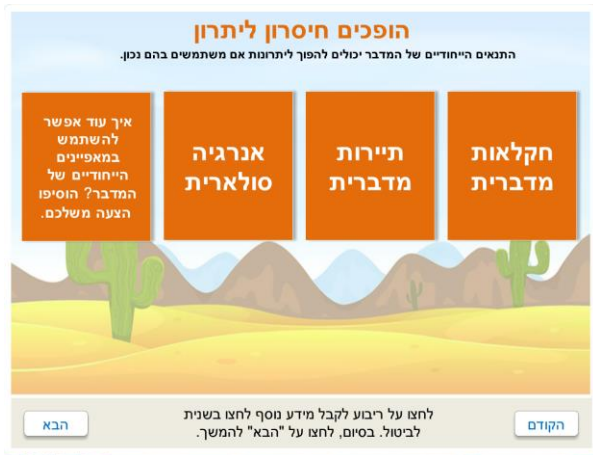 הופכים חיסרון ליתרון
התנאים הייחודיים של המדבר יכולים להפוך ליתרונות אם משתמשים בהם נכון.
חקלאות
מדברית
תיירות
מדברית
אנרגיה
סולארית
איך עוד אפשר
להשתמש
במאפיינים
הייחודיים של
המדבר? הוסיפו
הצעה משלכם.
הקודם
לחצו על ריבוע לקבל מידע נוסף לחצו בשנית
לביטול. בסיום, לחצו על "הבא" להמשך.
הבא